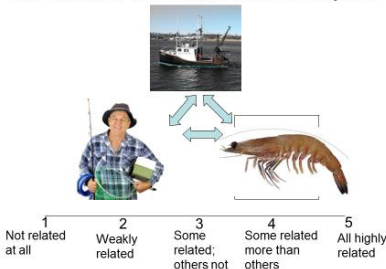 1 2 3 4 5
Not related at all
Weakly related
Some related; others not
Some related more than others
All highly related